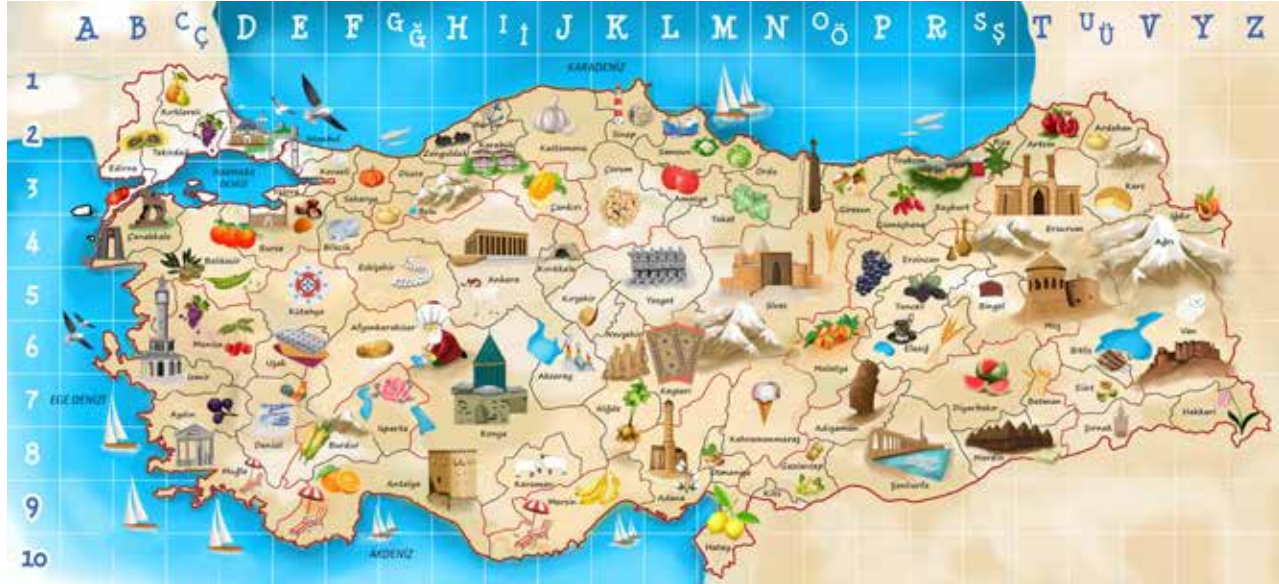 A B C Ç D E F G Ğ H I İ J K L M N O Ö P R S Ş T U Ü V Y Z
1
2
3
4
5
6
7
8
9
10
KARADENİZ
MARMARA
DENİZİ
EGE DENİZİ
AKDENİZ
Kırklareli
Edirne
Tekirdağ
İstanbul
Kocaeli
Sakarya
Düzce
Zonguldak
Karabük
Kastamonu
Sinop
Samsun
Ordu
Giresun
Trabzon
Rize
Artvin
Ardahan
Kars
Iğdır
Çanakkale
Balıkesir
Bursa
Bilecik
Bolu
Çankırı
Çorum
Amasya
Tokat
Gümüşhane
Bayburt
Erzurum
Ağrı
Eskişehir
Ankara
Kırıkkale
Yozgat
Sivas
Erzincan
Tunceli
Bingöl
Muş
Kütahya
Kırşehir
Manisa
Uşak
Afyonkarahisar
Aksaray
Nevşehir
Kayseri
Malatya
Elazığ
Bitlis
Van
İzmir
Aydın
Denizli
Burdur
Isparta
Konya
Niğde
Kahramanmaraş
Adıyaman
Diyarbakır
Batman
Siirt
Şırnak
Hakkari
Muğla
Antalya
Karaman
Mersin
Adana
Osmaniye
Gaziantep
Kilis
Şanlıurfa
Mardin
Hatay